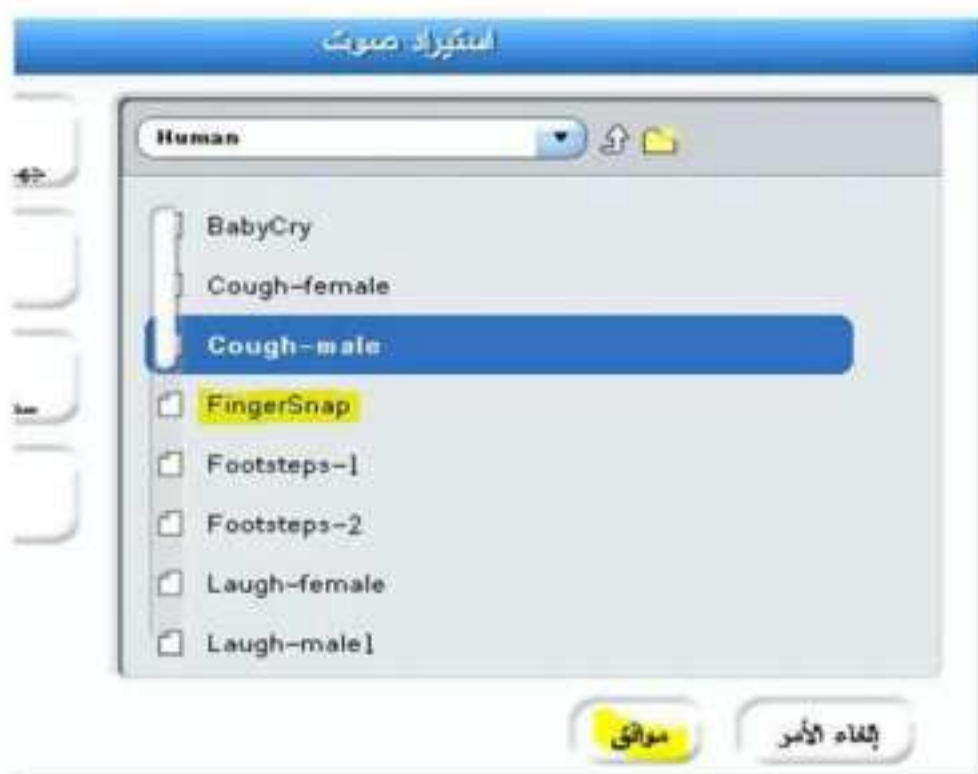 استيراد صوت
Human
BabyCry
Cough-female
Cough-male
FingerSnap
Footsteps-1
Footsteps-2
Laugh-female
Laugh-male1
موافق
إلغاء الأمر